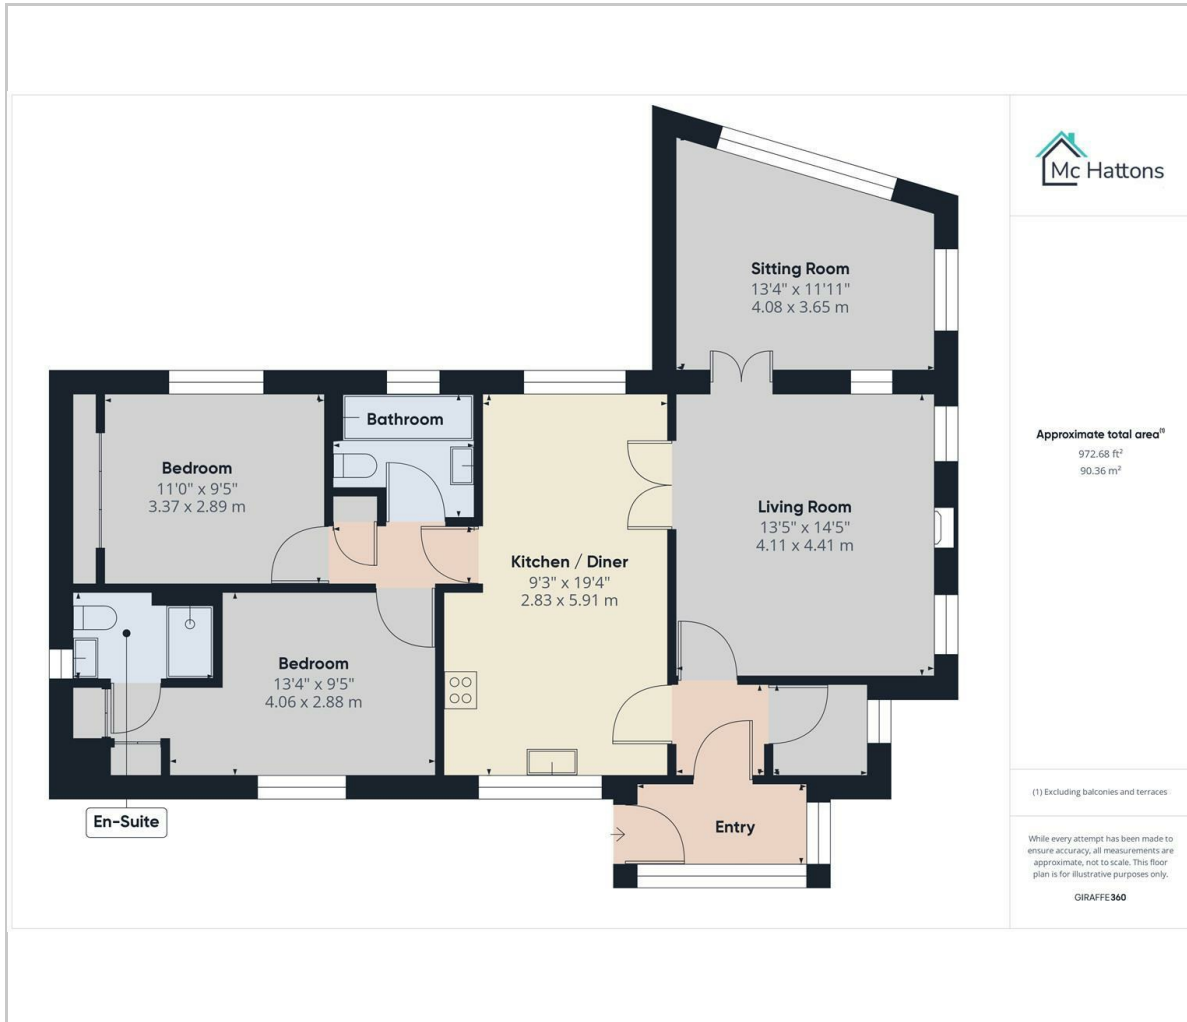 Mc Hattons
Sitting Room
13'4" x 11'11"
4.08 x 3.65 m
Bathroom
Bedroom
11'0" x 9'5"
3.37 x 2.89 m
Living Room
13'5" x 14'5"
4.11 x 4.41 m
Kitchen / Diner
9'3" x 19'4"
2.83 x 5.91 m
Bedroom
13'4" x 9'5"
4.06 x 2.88 m
En-Suite
Entry
Approximate total area(1)
972.68 ft²
90.36 m²
(1) Excluding balconies and terraces
While every attempt has been made to
ensure accuracy, all measurements are
approximate, not to scale. This floor
plan is for illustrative purposes only.
GIRAFFE360